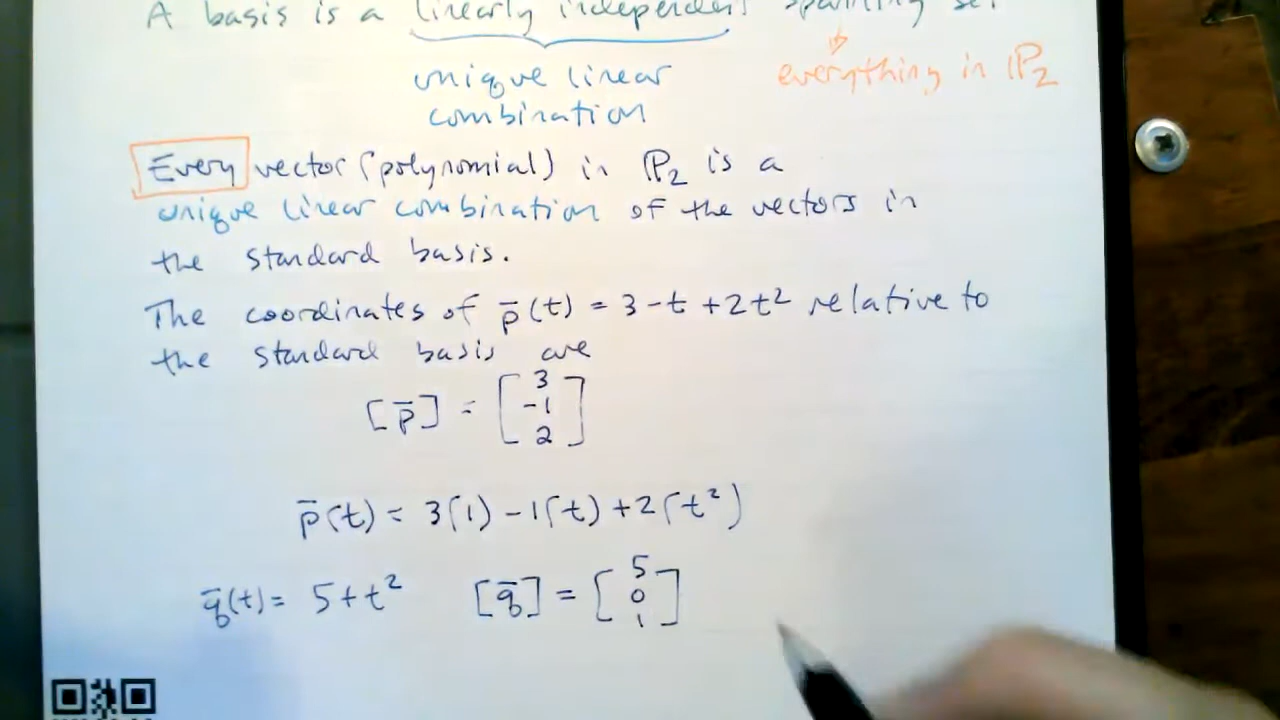 A basis is a linearly independent spanning set
unique linear
combination
everything in P₂
Every vector (polynomial) in P₂ is a
unique linear combination of the vectors in
the standard basis.
The coordinates of p̄(t) = 3 - t + 2t² relative to
the standard basis are
[p̄] = [3 -1 2]
p̄(t) = 3(1) - 1(t) + 2(t²)
q̄(t) = 5 + t² [q̄] = [5 0 1]